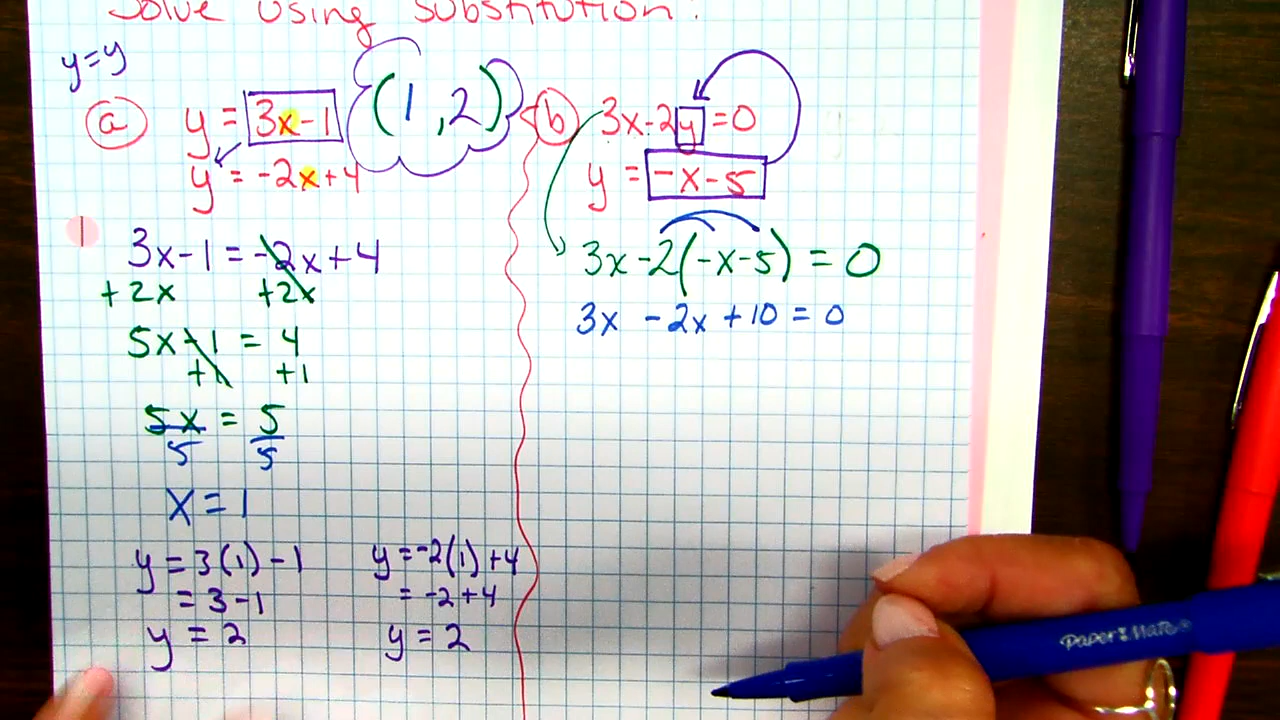 Solve using substitution:
y=y
a
y = 3x-1
y = -2x+4
(1,2)
3x-1 = -2x+4
+2x +2x
5x-1 = 4
+1 +1
5x = 5
5 5
x = 1
y = 3(1)-1
= 3-1
y = 2
y = -2(1)+4
= -2+4
y = 2
b
3x-2y=0
y = -x-5
3x-2(-x-5) = 0
3x -2x +10 = 0
PaperMate